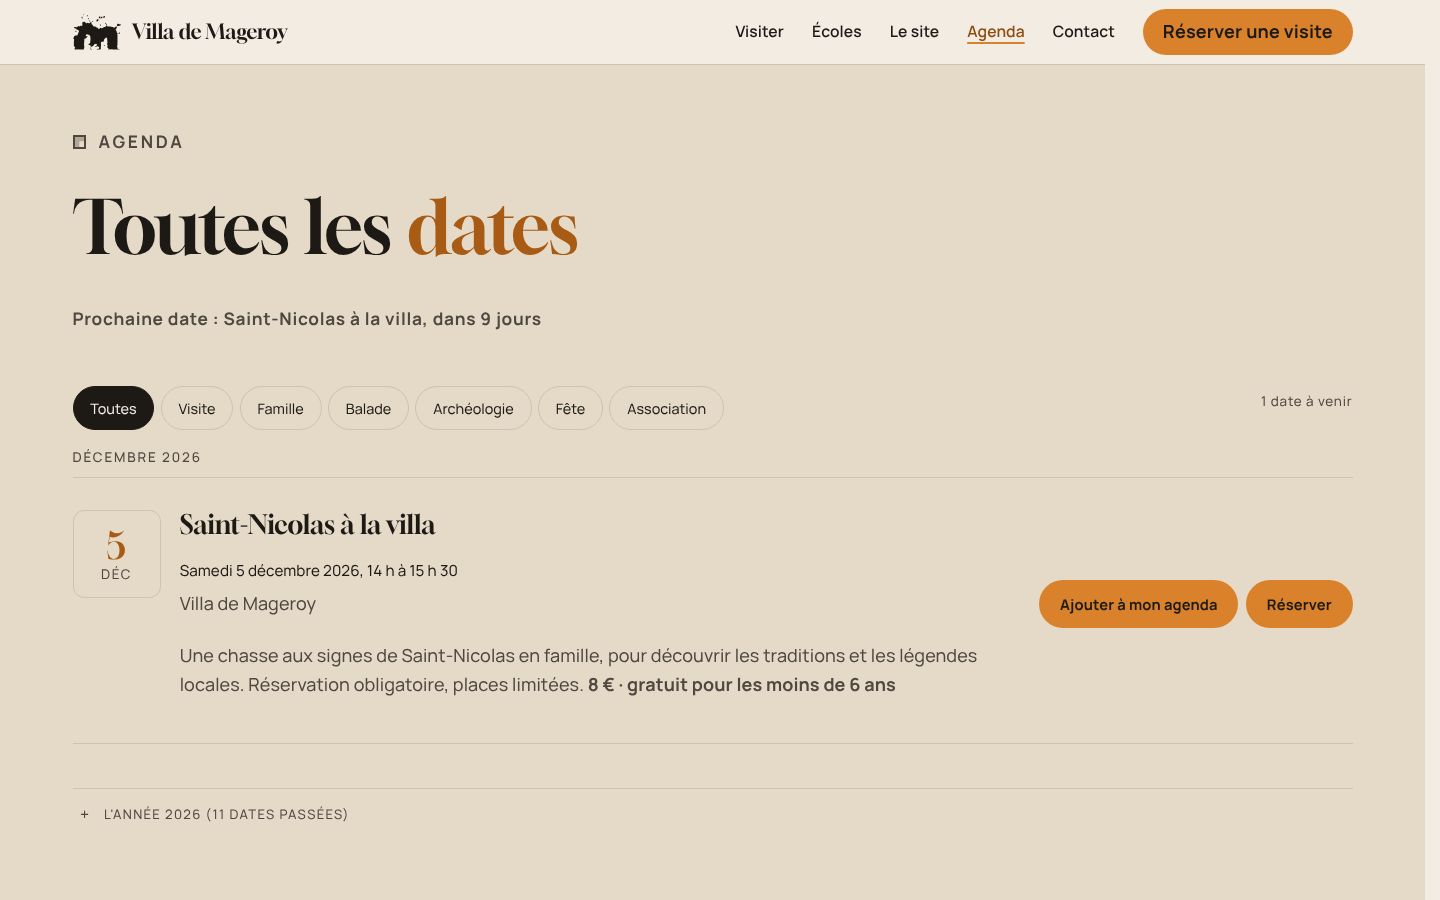 Villa de Mageroy
Visiter
Écoles
Le site
Agenda
Contact
Réserver une visite
AGENDA
Toutes les dates
Prochaine date : Saint-Nicolas à la villa, dans 9 jours
Toutes
Visite
Famille
Balade
Archéologie
Fête
Association
1 date à venir
DÉCEMBRE 2026
5
DÉC
Saint-Nicolas à la villa
Samedi 5 décembre 2026, 14 h à 15 h 30
Villa de Mageroy
Une chasse aux signes de Saint-Nicolas en famille, pour découvrir les traditions et les légendes
locales. Réservation obligatoire, places limitées. 8 € · gratuit pour les moins de 6 ans
Ajouter à mon agenda
Réserver
+ L'ANNÉE 2026 (11 DATES PASSÉES)